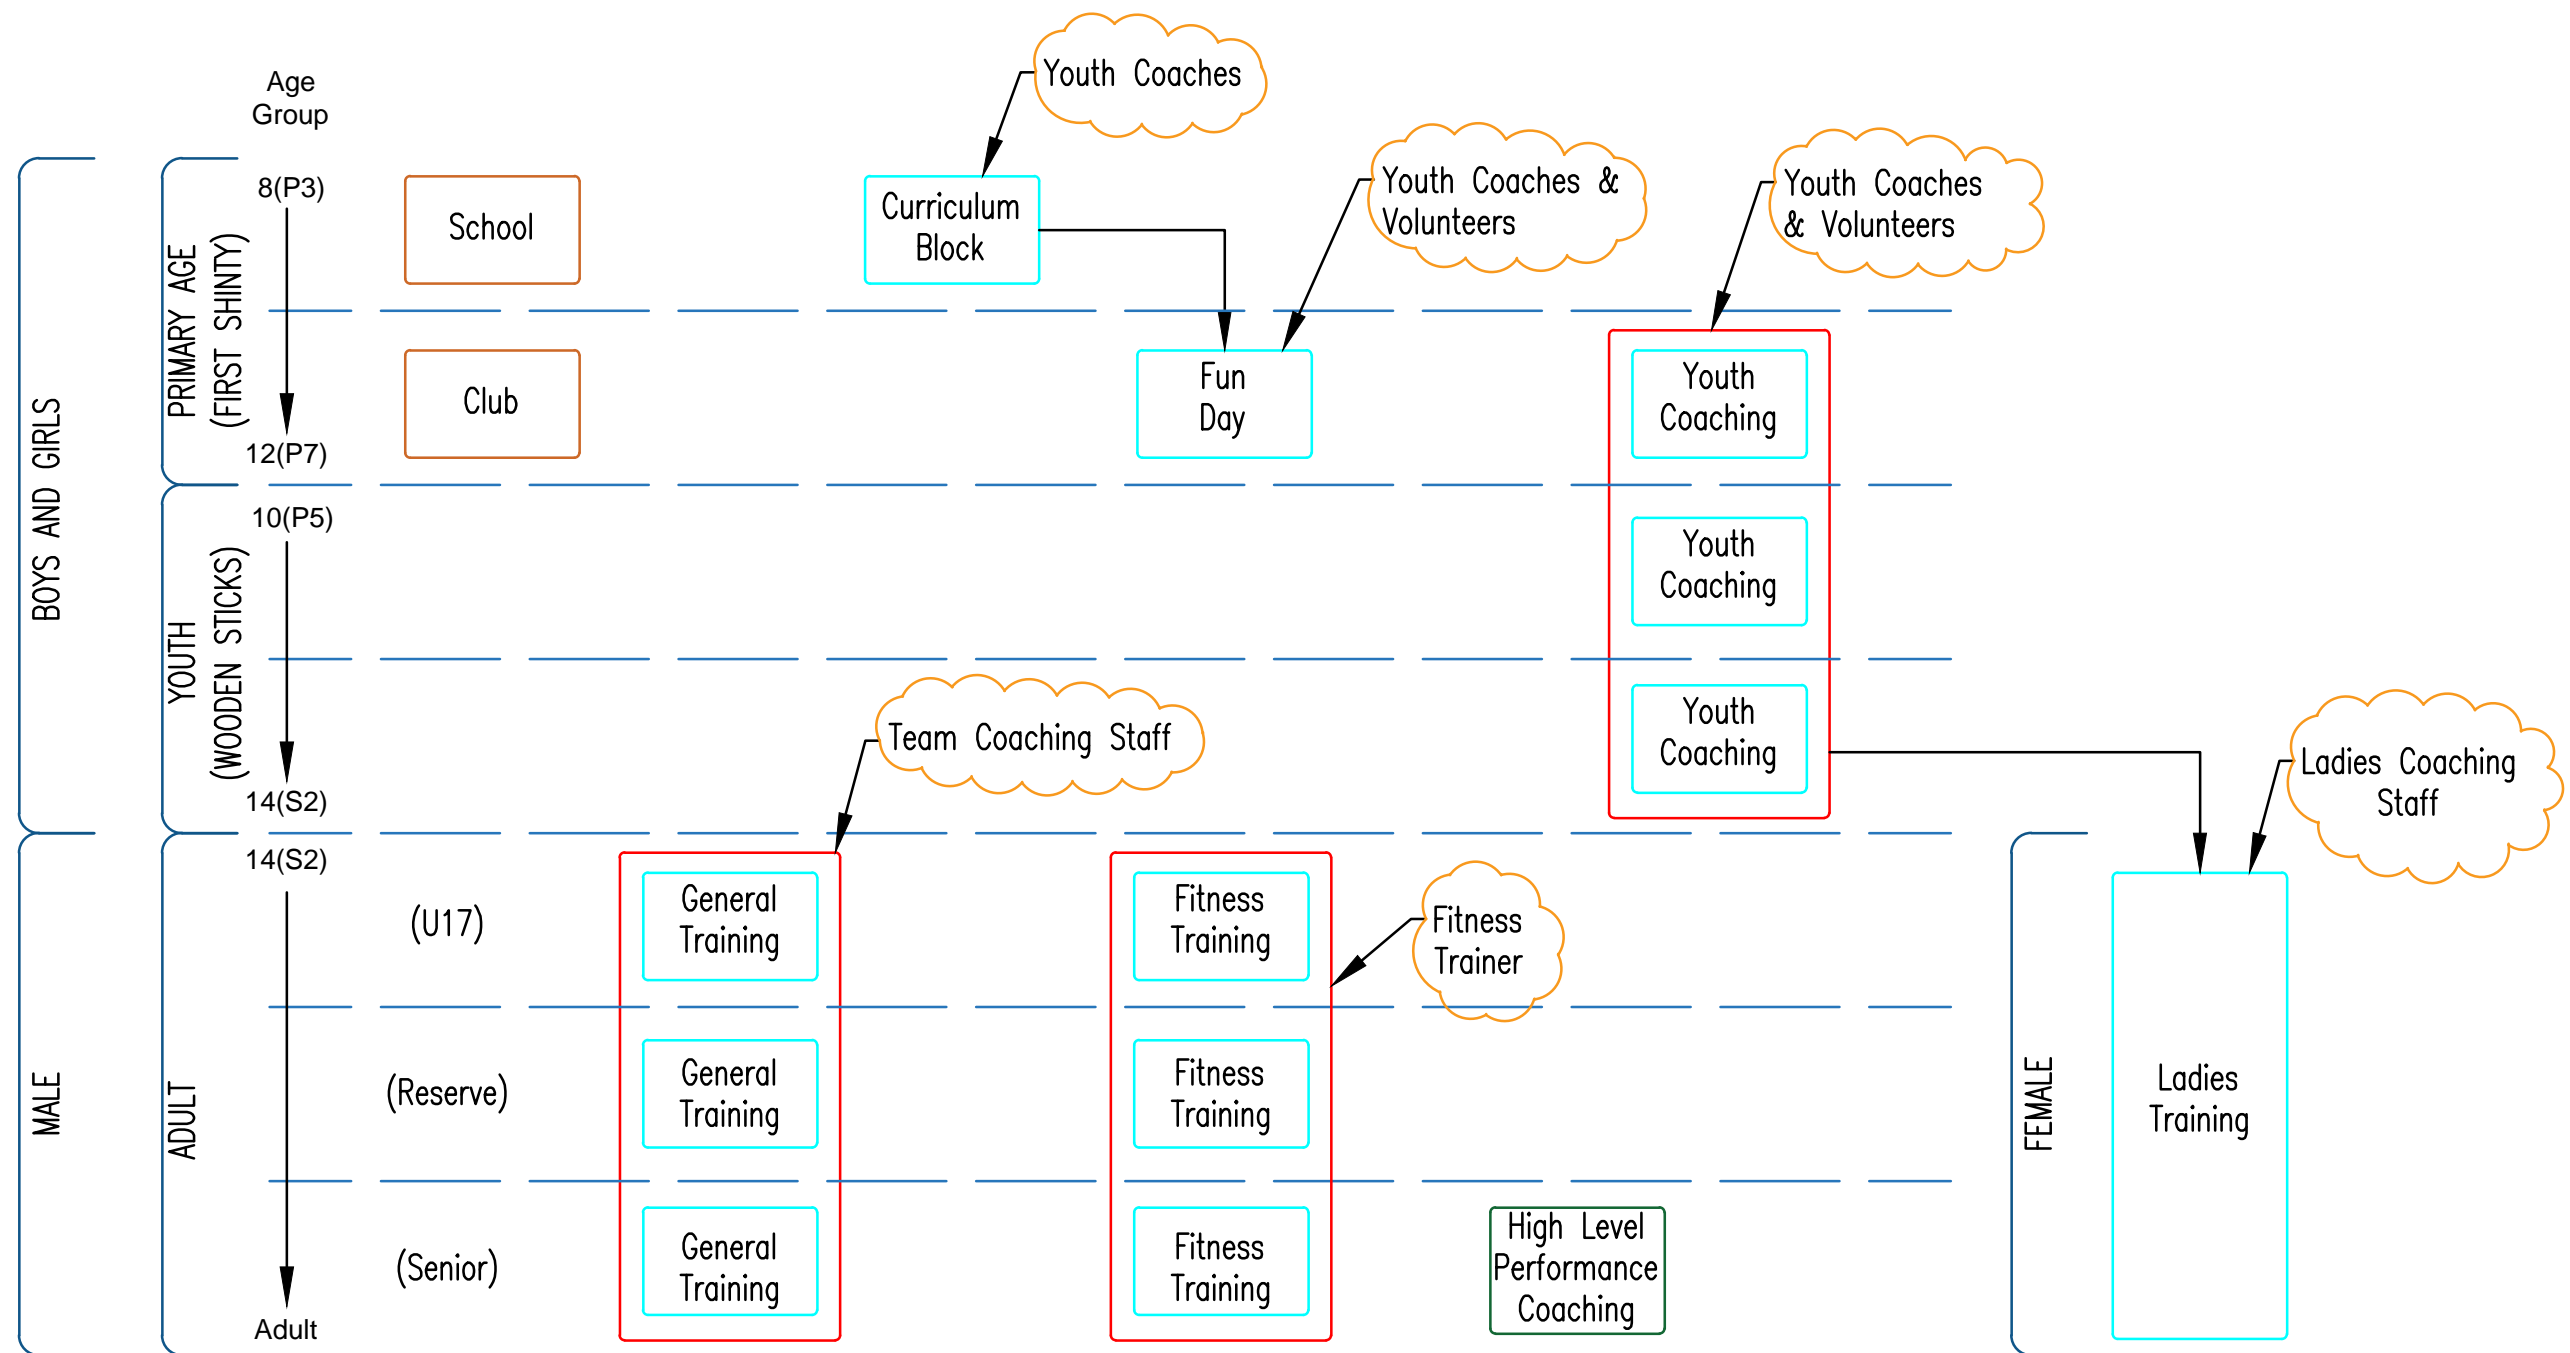 Age
Group
Youth Coaches
Youth Coaches &
Volunteers
Youth Coaches
& Volunteers
BOYS AND GIRLS
PRIMARY AGE
(FIRST SHINTY)
8(P3)
12(P7)
School
Curriculum
Block
Club
Fun
Day
Youth
Coaching
YOUTH
(WOODEN STICKS)
10(P5)
14(S2)
Youth
Coaching
Youth
Coaching
Team Coaching Staff
Ladies Coaching
Staff
MALE
ADULT
14(S2)
Adult
(U17)
General
Training
Fitness
Training
Fitness
Trainer
(Reserve)
General
Training
Fitness
Training
(Senior)
General
Training
Fitness
Training
High Level
Performance
Coaching
FEMALE
Ladies
Training